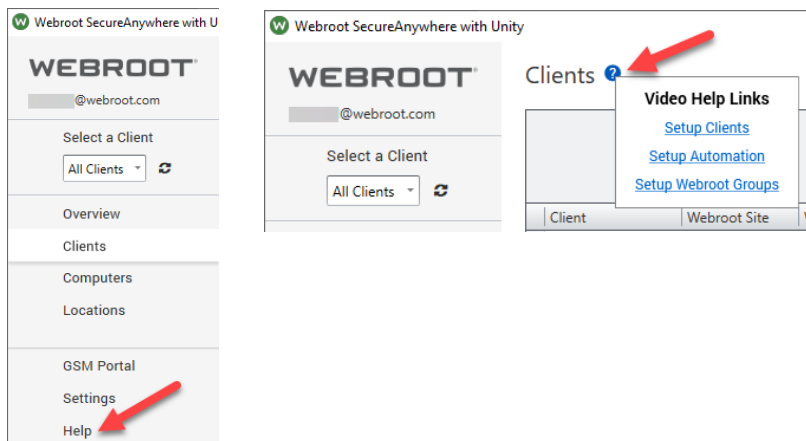 Webroot SecureAnywhere with U
WEBROOT®
@webroot.com
Select a Client
All Clients
Overview
Clients
Computers
Locations
GSM Portal
Settings
Help
Webroot SecureAnywhere with Unity
WEBROOT®
@webroot.com
Select a Client
All Clients
Clients ?
Video Help Links
Setup Clients
Setup Automation
Setup Webroot Groups
Client Webroot Site